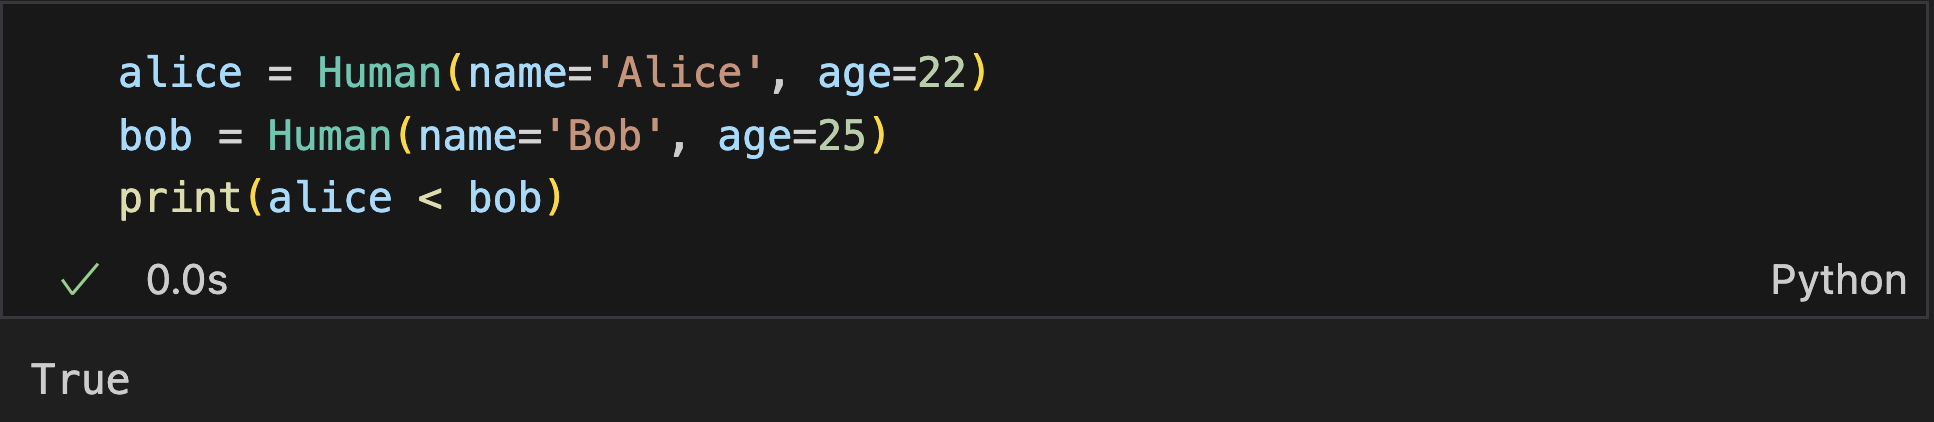 alice = Human(name='Alice', age=22)
bob = Human(name='Bob', age=25)
print(alice < bob)
0.0s
Python
True